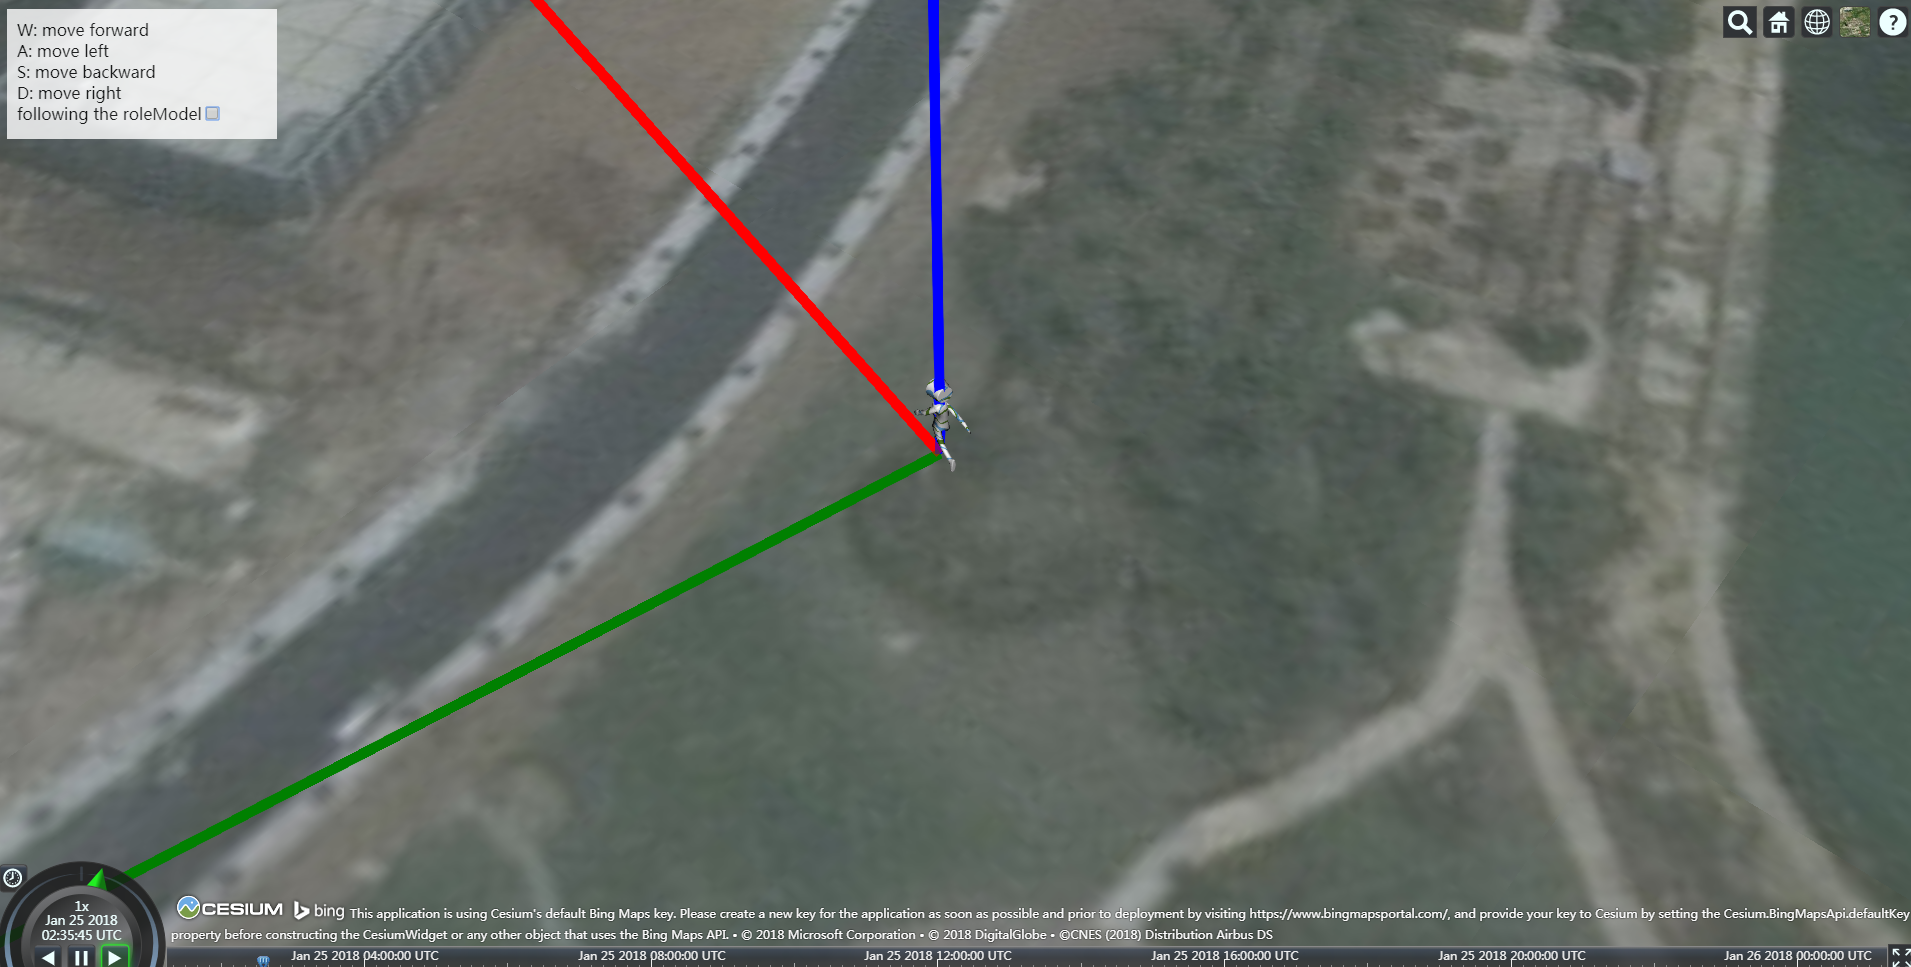 W: move forward
A: move left
S: move backward
D: move right
following the roleModel
?
1x
Jan 25 2018
02:35:45 UTC
CESIUM bing This application is using Cesium's default Bing Maps key. Please create a new key for the application as soon as possible and prior to deployment by visiting https://www.bingmapsportal.com/, and provide your key to Cesium by setting the Cesium.BingMapsApi.defaultKey
property before constructing the CesiumWidget or any other object that uses the Bing Maps API. • © 2018 Microsoft Corporation • © 2018 DigitalGlobe • ©CNES (2018) Distribution Airbus DS
Jan 25 2018 04:00:00 UTC Jan 25 2018 08:00:00 UTC Jan 25 2018 12:00:00 UTC Jan 25 2018 16:00:00 UTC Jan 25 2018 20:00:00 UTC Jan 26 2018 00:00:00 UTC